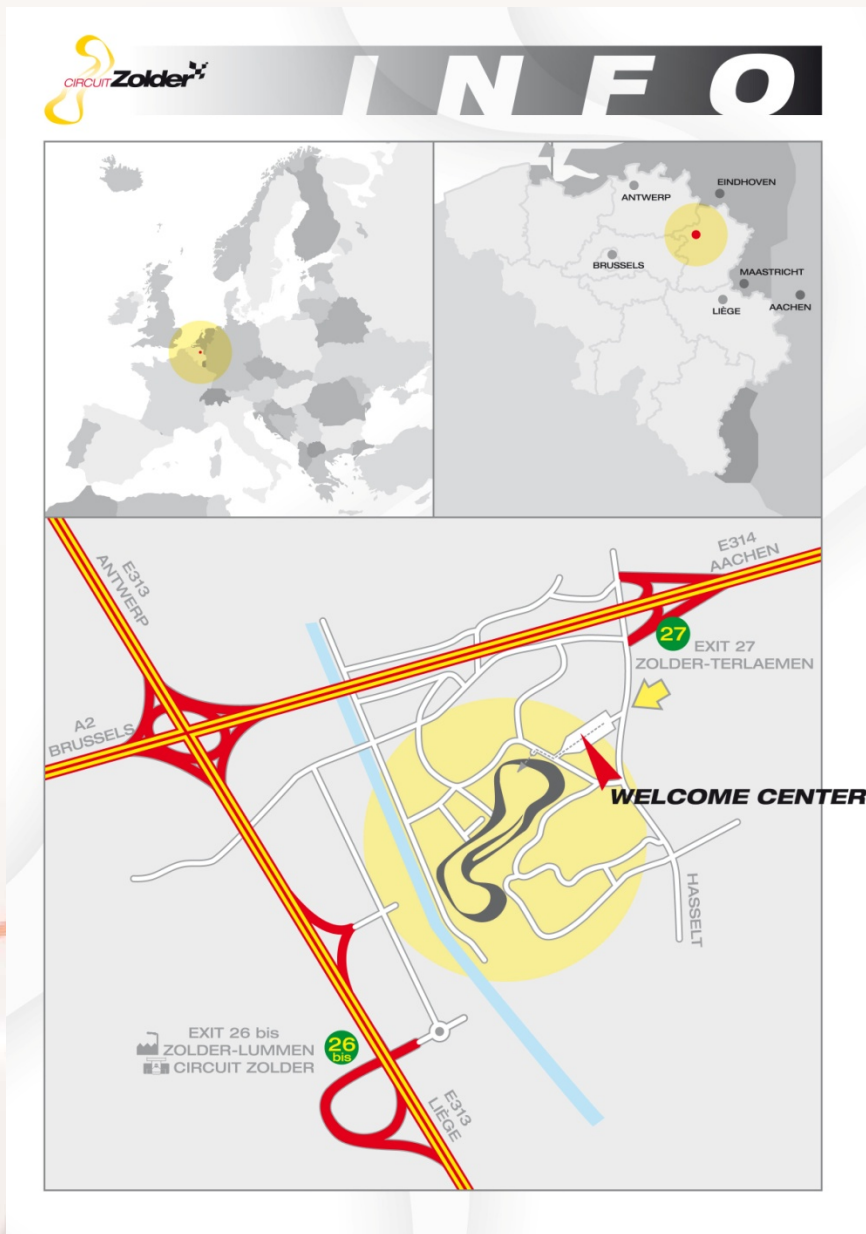 CIRCUIT Zolder
INFO
ANTWERP
EINDHOVEN
BRUSSELS
MAASTRICHT
LIÈGE
AACHEN
E313
ANTWERP
E314
AACHEN
27
EXIT 27
ZOLDER-TERLAEMEN
A2
BRUSSELS
WELCOME CENTER
HASSELT
EXIT 26 bis
ZOLDER-LUMMEN
CIRCUIT ZOLDER
26
bis
E313
LIÈGE